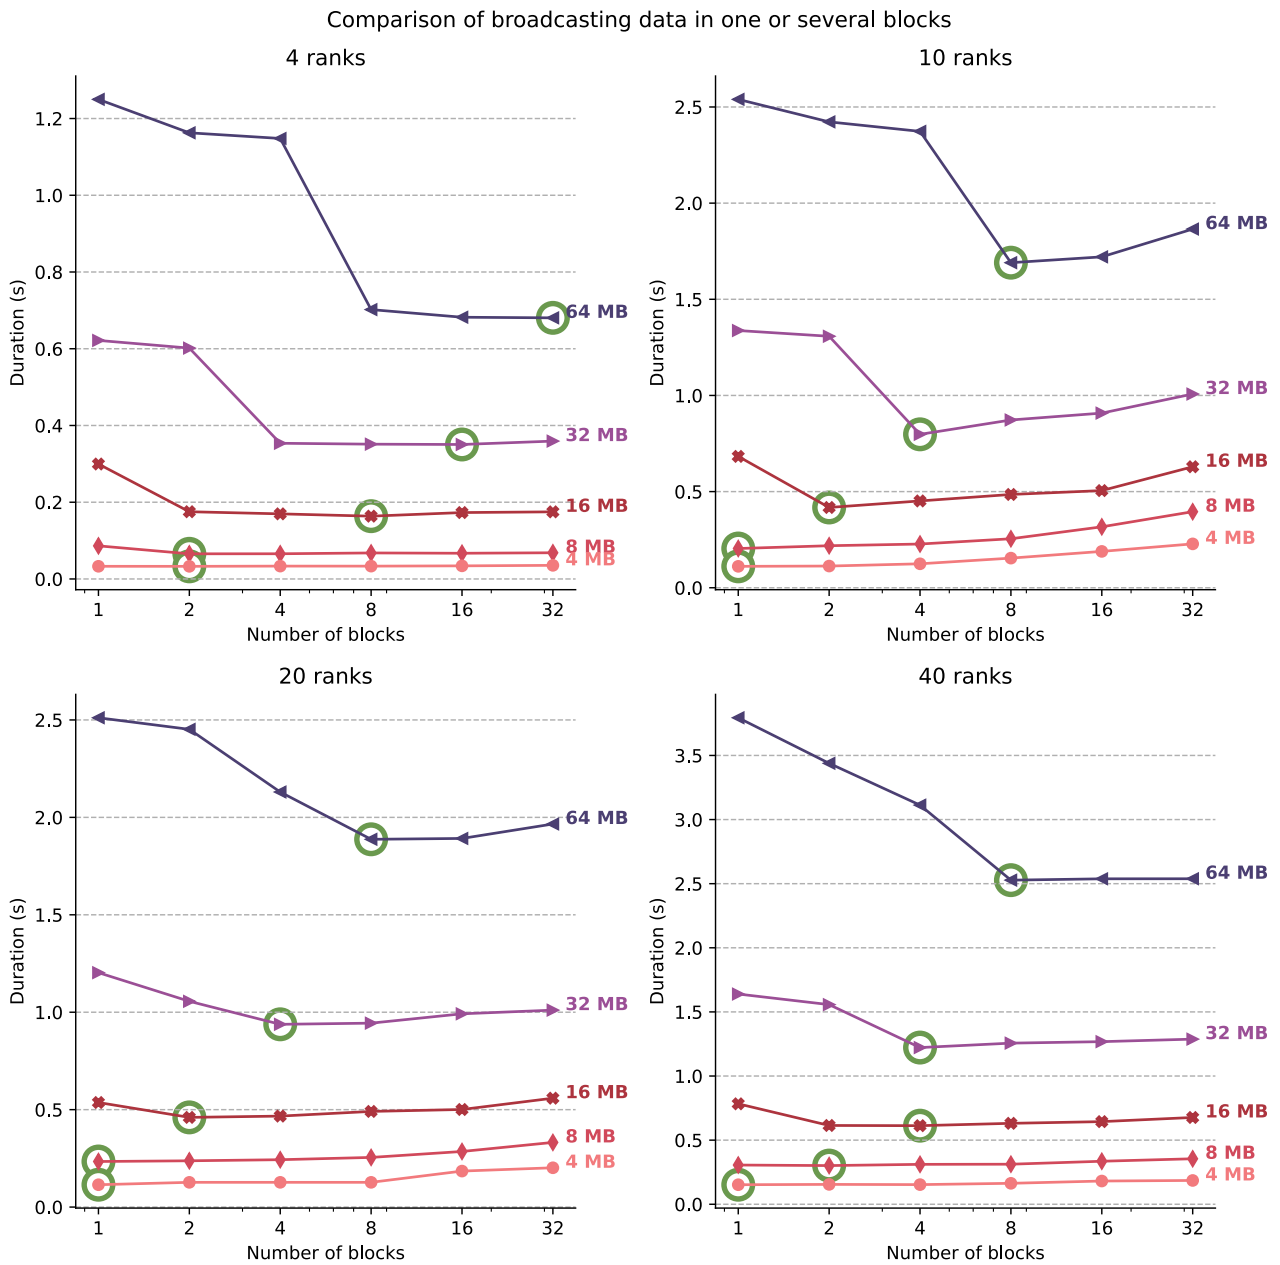 Comparison of broadcasting data in one or several blocks
4 ranks
Duration (s)
1.2
1.0
0.8
0.6
0.4
0.2
0.0
64 MB
32 MB
16 MB
8 MB
4 MB
1 2 4 8 16 32
Number of blocks
10 ranks
Duration (s)
2.5
2.0
1.5
1.0
0.5
0.0
64 MB
32 MB
16 MB
8 MB
4 MB
1 2 4 8 16 32
Number of blocks
20 ranks
Duration (s)
2.5
2.0
1.5
1.0
0.5
0.0
64 MB
32 MB
16 MB
8 MB
4 MB
1 2 4 8 16 32
Number of blocks
40 ranks
Duration (s)
3.5
3.0
2.5
2.0
1.5
1.0
0.5
0.0
64 MB
32 MB
16 MB
8 MB
4 MB
1 2 4 8 16 32
Number of blocks